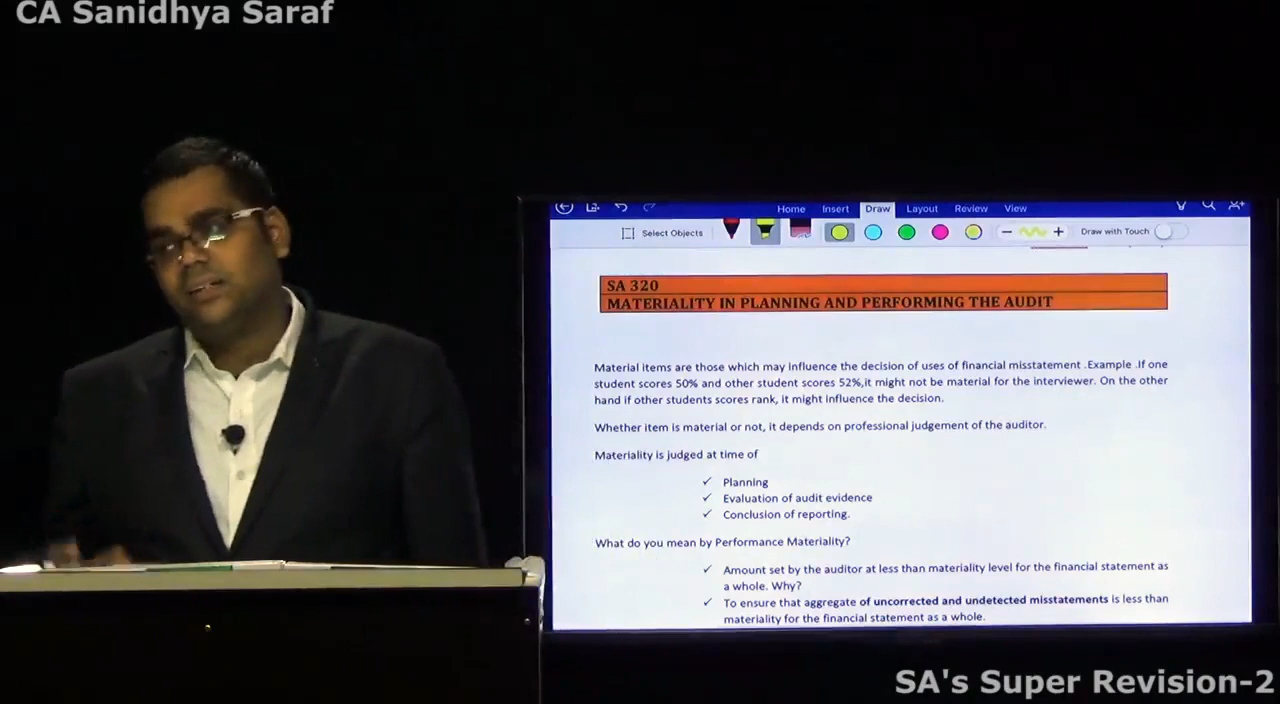 CA Sanidhya Saraf
Home Insert Draw Layout Review View
Select Objects Draw with Touch
SA 320
MATERIALITY IN PLANNING AND PERFORMING THE AUDIT
Material items are those which may influence the decision of uses of financial misstatement .Example .If one
student scores 50% and other student scores 52%,it might not be material for the interviewer. On the other
hand if other students scores rank, it might influence the decision.
Whether item is material or not, it depends on professional judgement of the auditor.
Materiality is judged at time of
✓ Planning
✓ Evaluation of audit evidence
✓ Conclusion of reporting.
What do you mean by Performance Materiality?
✓ Amount set by the auditor at less than materiality level for the financial statement as
a whole. Why?
✓ To ensure that aggregate of uncorrected and undetected misstatements is less than
materiality for the financial statement as a whole.
SA's Super Revision-2